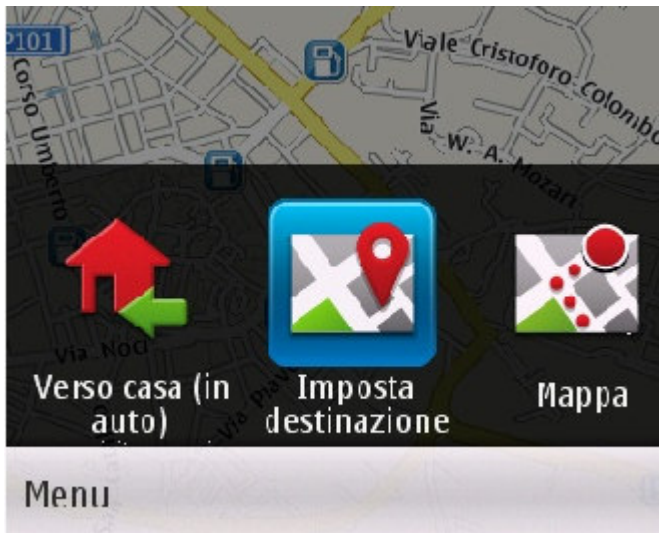 P101
Viale Cristoforo Colombo
Corso Umberto
Via W. A. Mozart
Via Noci
Verso casa (in
auto)
Imposta
destinazione
Mappa
Menu